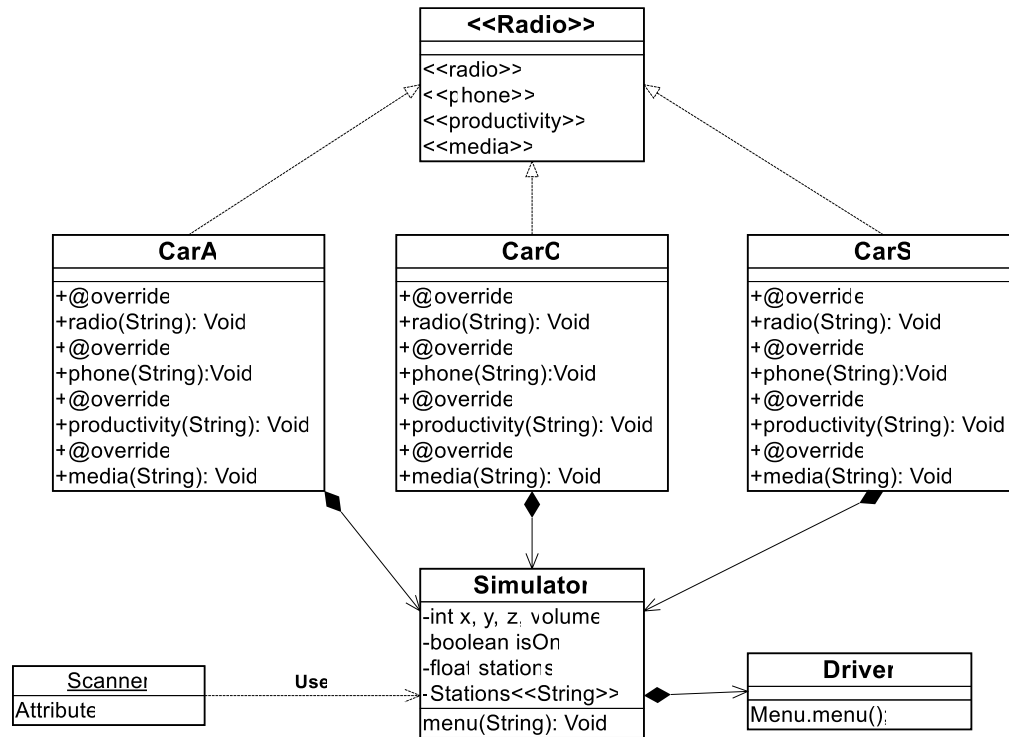 <<Radio>>
<<radio>>
<<phone>>
<<productivity>>
<<media>>
CarA
+@override
+radio(String): Void
+@override
+phone(String):Void
+@override
+productivity(String): Void
+@override
+media(String): Void
CarC
+@override
+radio(String): Void
+@override
+phone(String):Void
+@override
+productivity(String): Void
+@override
+media(String): Void
CarS
+@override
+radio(String): Void
+@override
+phone(String):Void
+@override
+productivity(String): Void
+@override
+media(String): Void
Simulator
-int x, y, z, volume
-boolean isOn
-float stations
-Stations<<String>>
menu(String): Void
Scanner
Attribute
Use
Driver
Menu.menu();